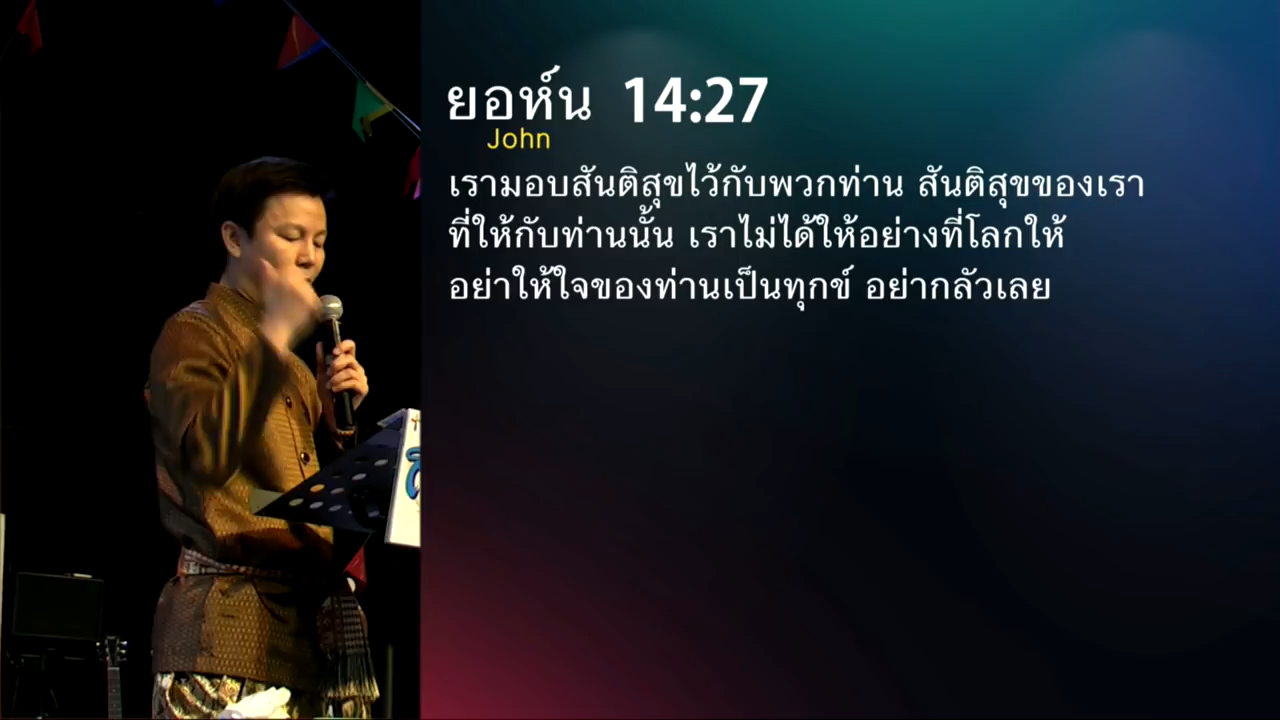 ยอห์น 14:27
John
เรามอบสันติสุขไว้กับพวกท่าน สันติสุขของเรา
ที่ให้กับท่านนั้น เราไม่ได้ให้อย่างที่โลกให้
อย่าให้ใจของท่านเป็นทุกข์ อย่ากลัวเลย